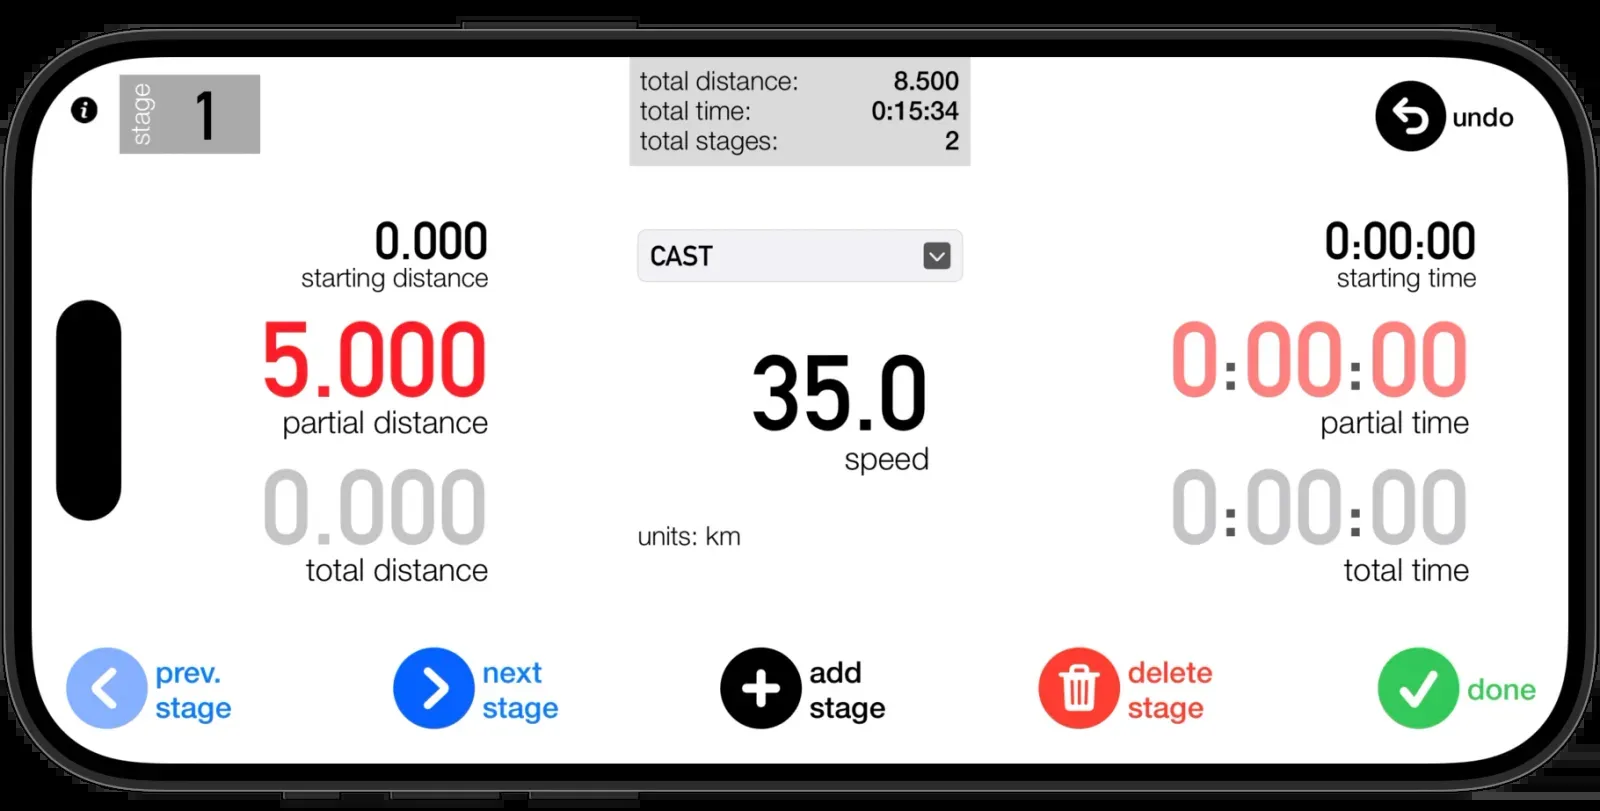 i
stage 1
total distance: 8.500
total time: 0:15:34
total stages: 2
undo
0.000
starting distance
CAST
0:00:00
starting time
5.000
partial distance
35.0
speed
0:00:00
partial time
0.000
total distance
units: km
0:00:00
total time
prev.
stage
next
stage
add
stage
delete
stage
done